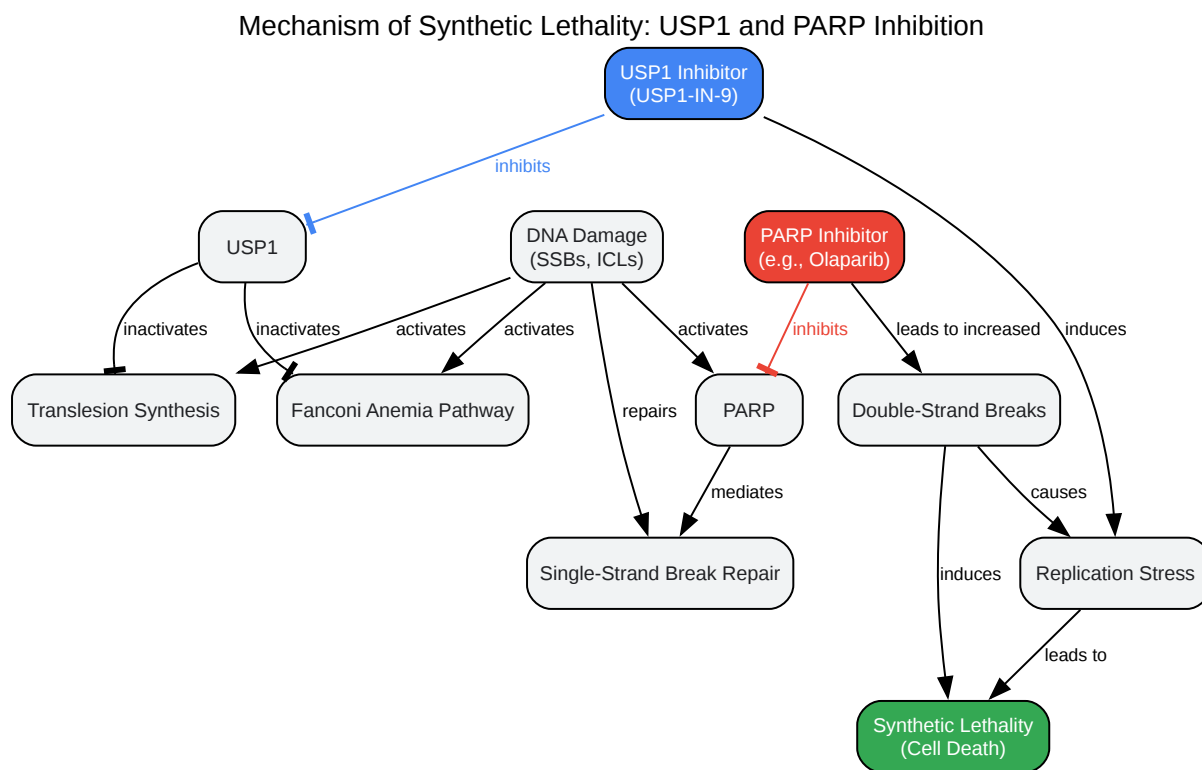 Mechanism of Synthetic Lethality: USP1 and PARP Inhibition
USP1 Inhibitor
(USP1-IN-9)
inhibits
USP1
DNA Damage
(SSBs, ICLs)
PARP Inhibitor
(e.g., Olaparib)
inactivates
inactivates
activates
activates
activates
inhibits
leads to increased
induces
Translesion Synthesis
Fanconi Anemia Pathway
repairs
PARP
Double-Strand Breaks
mediates
causes
Single-Strand Break Repair
induces
Replication Stress
leads to
Synthetic Lethality
(Cell Death)